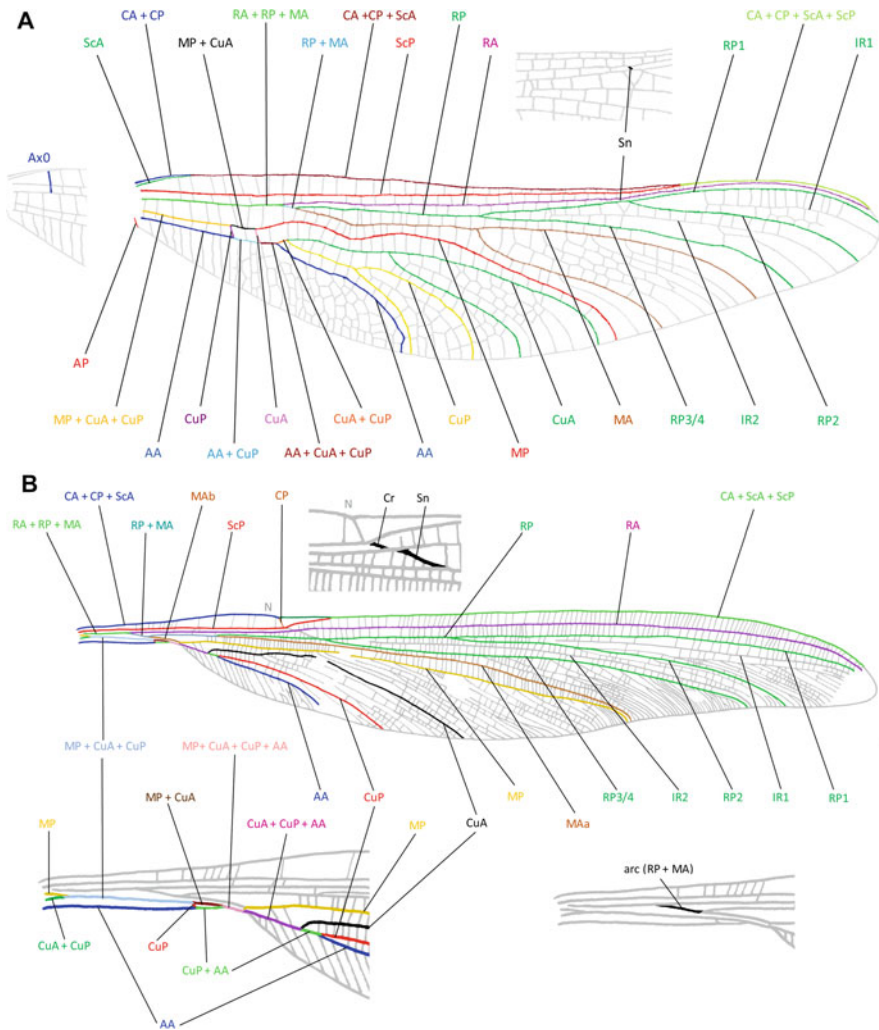 A
CA + CP
RA + RP + MA
CA+CP + ScA
RP
CA + CP + ScA + ScP
ScA
MP + CuA
RP + MA
ScP
RA
RP1
IR1
Sn
Ax0
AP
MP + CuA + CuP
CuP
CuA
CuA + CuP
CuP
CuA
MA
RP3/4
IR2
RP2
AA
AA + CuP
AA + CuA + CuP
AA
MP
B
CA + CP + ScA
MAb
CP
N
Cr
Sn
CA + ScA + ScP
RA + RP + MA
RP + MA
ScP
RP
RA
N
MP + CuA + CuP
MP+ CuA + CuP + AA
AA
CuP
MP
RP3/4
IR2
RP2
IR1
RP1
MP
MP + CuA
CuA + CuP + AA
MP
CuA
MAa
arc (RP + MA)
CuA + CuP
CuP
CuP + AA
AA